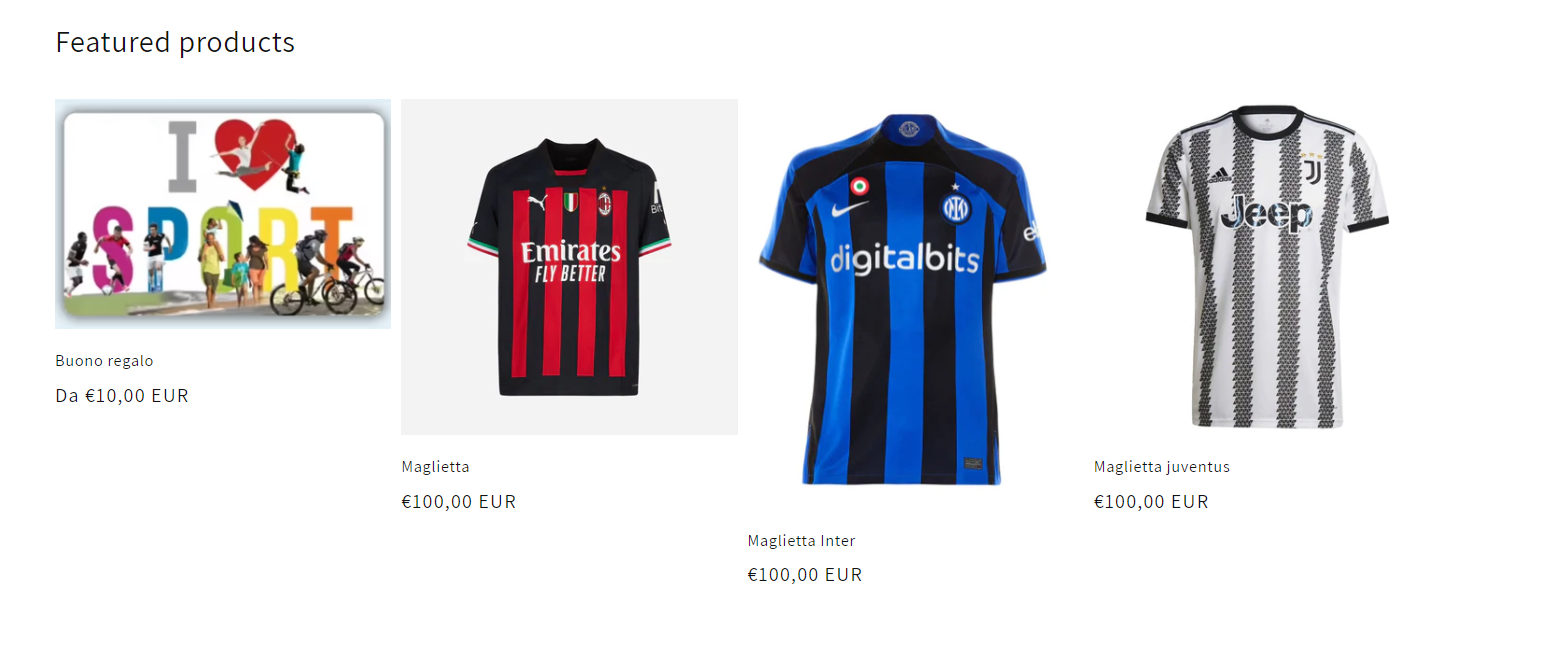 Featured products
I
SPORT
Buono regalo
Da €10,00 EUR
Emirates
FLY BETTER
Maglietta
€100,00 EUR
digitalbits
Maglietta Inter
€100,00 EUR
adidas
Jeep
Maglietta juventus
€100,00 EUR